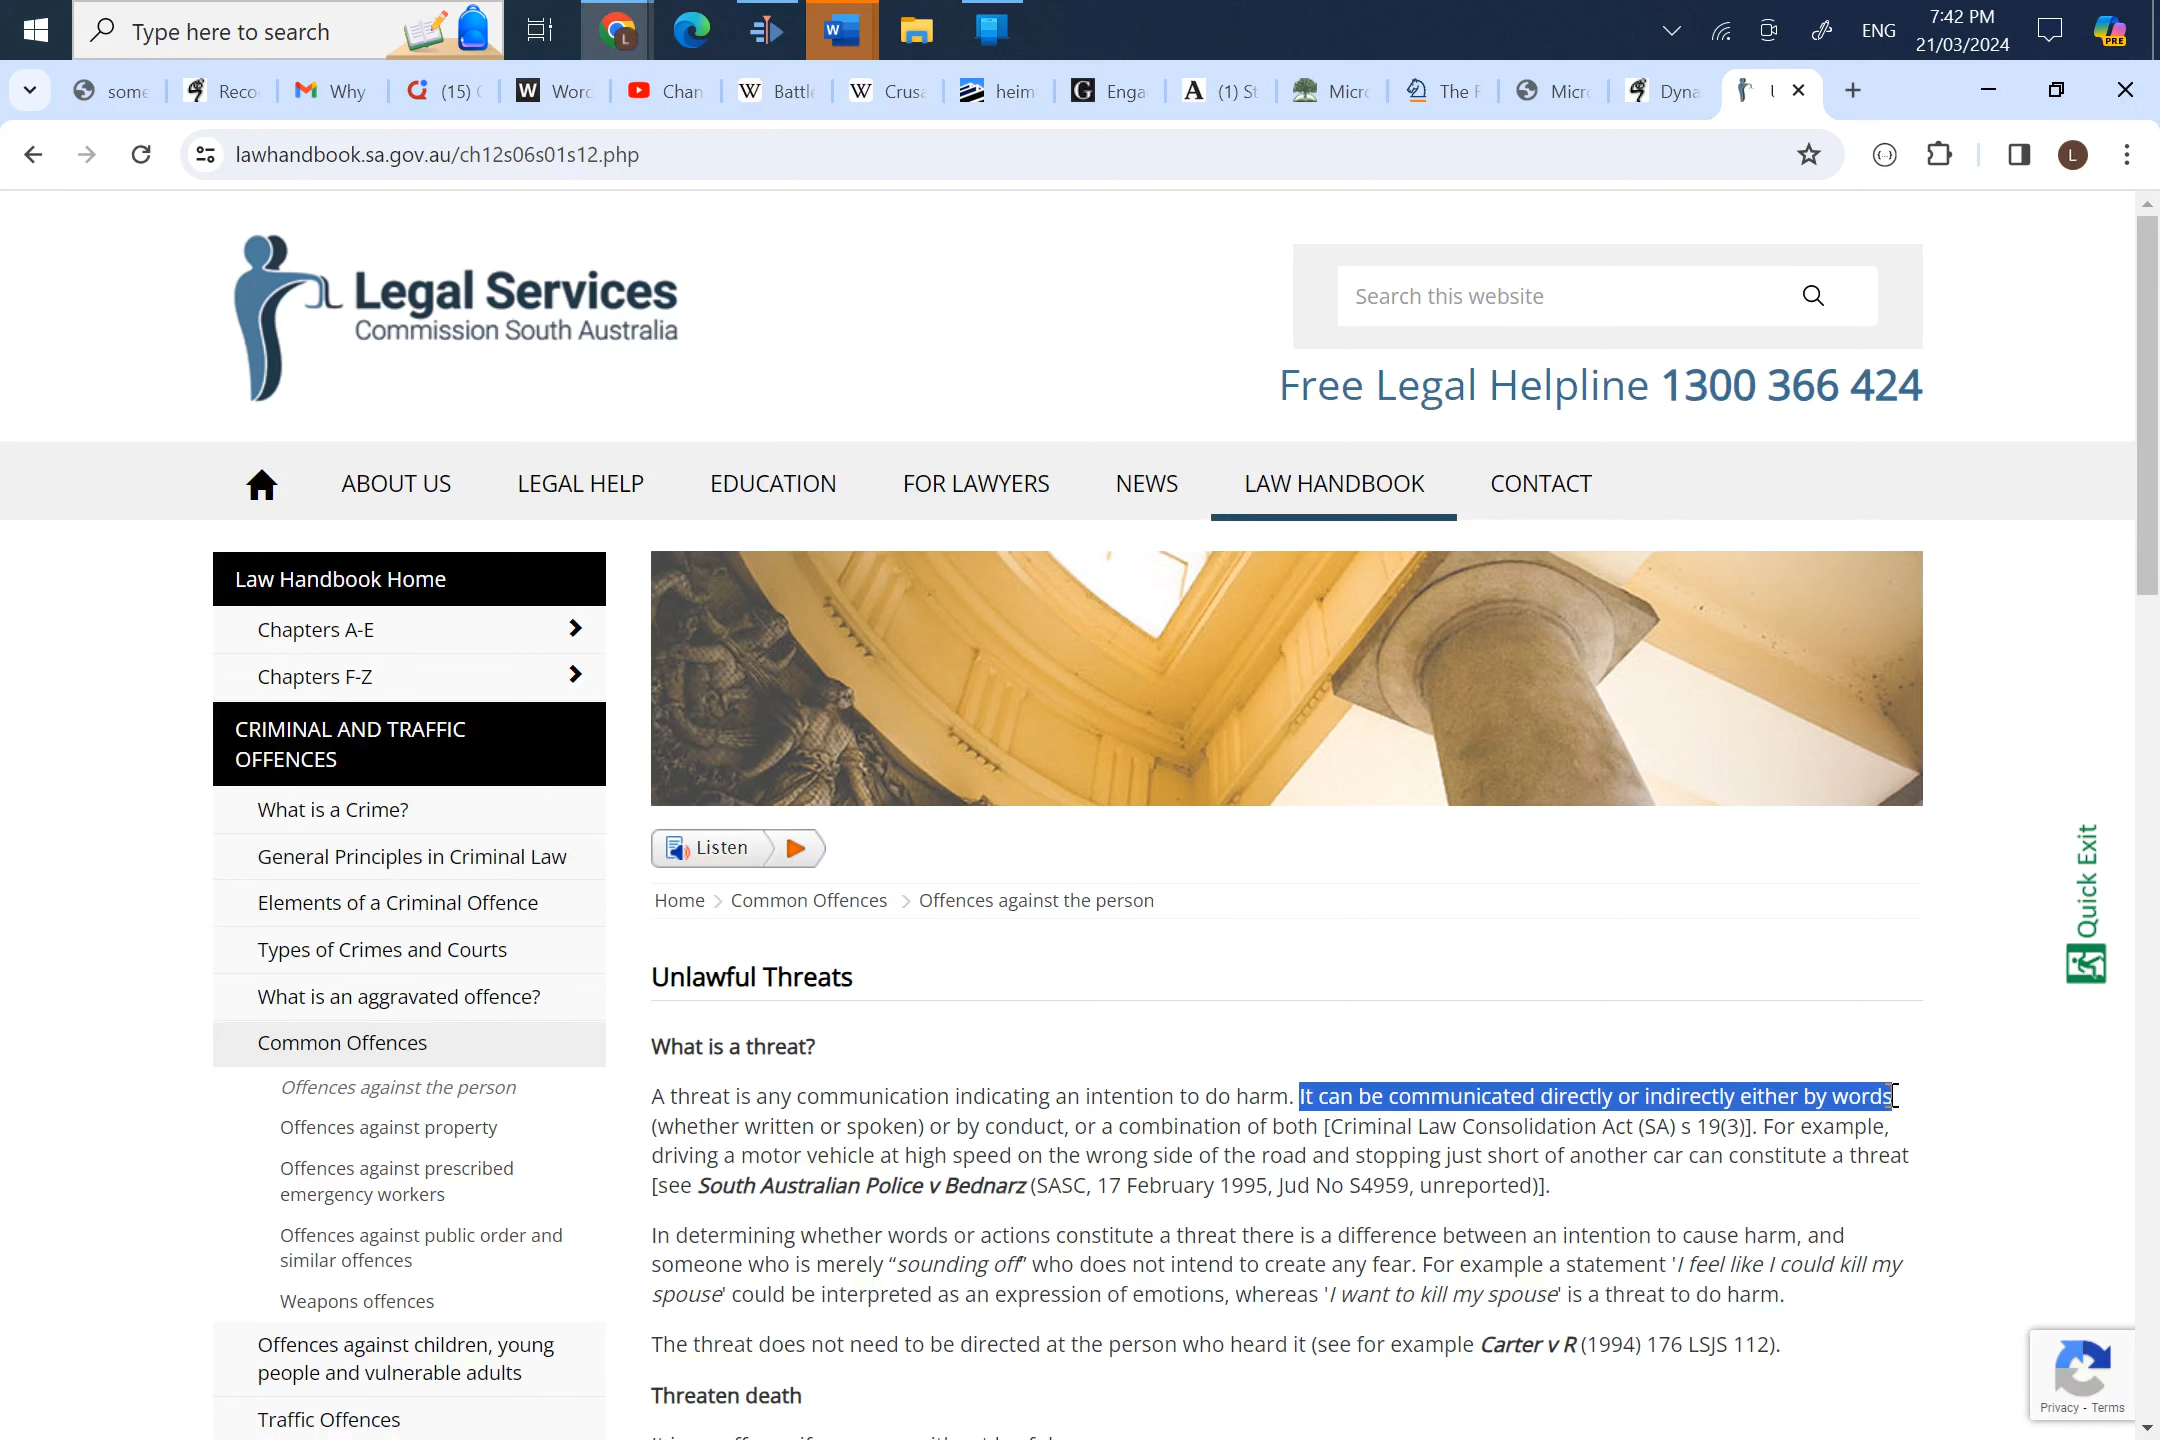 Type here to search
ENG
7:42 PM
21/03/2024
PRE
some
Reco
Why
(15)
Word
Chan
Battl
Crus
heim
Enga
(1) St
Micr
The
Micr
Dyna
lawhandbook.sa.gov.au/ch12s06s01s12.php
L
Legal Services
Commission South Australia
Search this website
Free Legal Helpline 1300 366 424
ABOUT US
LEGAL HELP
EDUCATION
FOR LAWYERS
NEWS
LAW HANDBOOK
CONTACT
Law Handbook Home
Chapters A-E
Chapters F-Z
CRIMINAL AND TRAFFIC
OFFENCES
What is a Crime?
General Principles in Criminal Law
Elements of a Criminal Offence
Types of Crimes and Courts
What is an aggravated offence?
Common Offences
Offences against the person
Offences against property
Offences against prescribed
emergency workers
Offences against public order and
similar offences
Weapons offences
Offences against children, young
people and vulnerable adults
Traffic Offences
Listen
Home > Common Offences > Offences against the person
Unlawful Threats
What is a threat?
A threat is any communication indicating an intention to do harm. It can be communicated directly or indirectly either by words
(whether written or spoken) or by conduct, or a combination of both [Criminal Law Consolidation Act (SA) s 19(3)]. For example,
driving a motor vehicle at high speed on the wrong side of the road and stopping just short of another car can constitute a threat
[see South Australian Police v Bednarz (SASC, 17 February 1995, Jud No S4959, unreported)].
In determining whether words or actions constitute a threat there is a difference between an intention to cause harm, and
someone who is merely “sounding off” who does not intend to create any fear. For example a statement 'I feel like I could kill my
spouse' could be interpreted as an expression of emotions, whereas 'I want to kill my spouse' is a threat to do harm.
The threat does not need to be directed at the person who heard it (see for example Carter v R (1994) 176 LSJS 112).
Threaten death
Quick Exit
Privacy - Terms